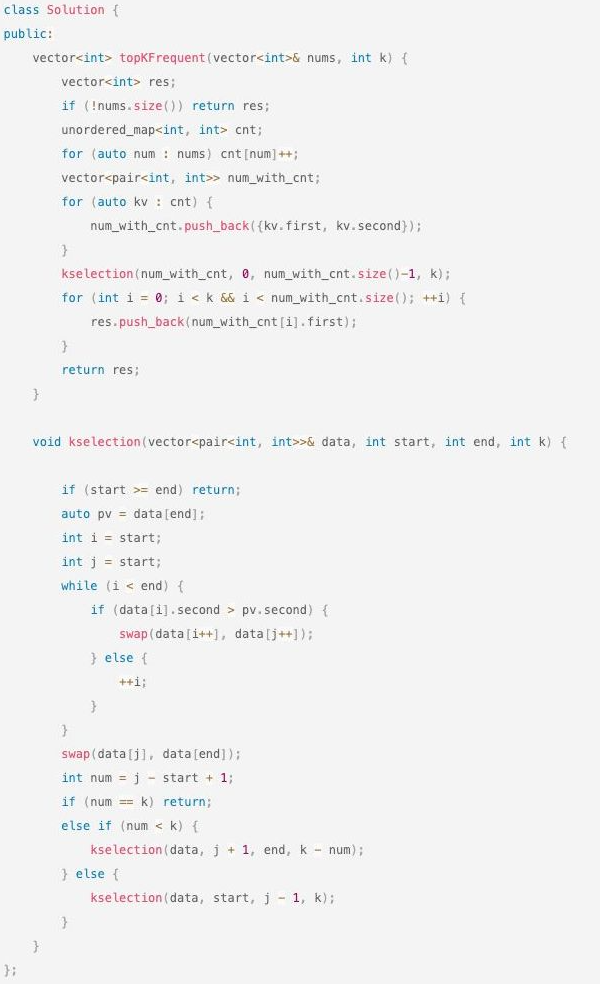 class Solution {
public:
    vector<int> topKFrequent(vector<int>& nums, int k) {
        vector<int> res;
        if (!nums.size()) return res;
        unordered_map<int, int> cnt;
        for (auto num : nums) cnt[num]++;
        vector<pair<int, int>> num_with_cnt;
        for (auto kv : cnt) {
            num_with_cnt.push_back({kv.first, kv.second});
        }
        kselection(num_with_cnt, 0, num_with_cnt.size()-1, k);
        for (int i = 0; i < k && i < num_with_cnt.size(); ++i) {
            res.push_back(num_with_cnt[i].first);
        }
        return res;
    }
    void kselection(vector<pair<int, int>>& data, int start, int end, int k) {
        if (start >= end) return;
        auto pv = data[end];
        int i = start;
        int j = start;
        while (i < end) {
            if (data[i].second > pv.second) {
                swap(data[i++], data[j++]);
            } else {
                ++i;
            }
        }
        swap(data[j], data[end]);
        int num = j - start + 1;
        if (num == k) return;
        else if (num < k) {
            kselection(data, j + 1, end, k - num);
        } else {
            kselection(data, start, j - 1, k);
        }
    }
};